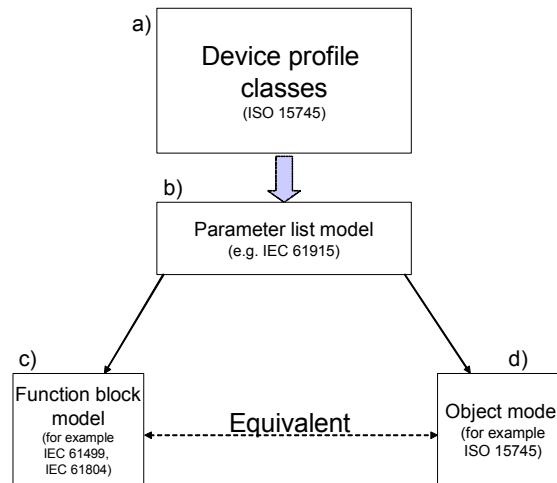 a)
Device profile
classes
(ISO 15745)
b)
Parameter list model
(e.g. IEC 61915)
c)
Function block
model
(for example
IEC 61499,
IEC 61804)
Equivalent
d)
Object mode
(for example
ISO 15745)